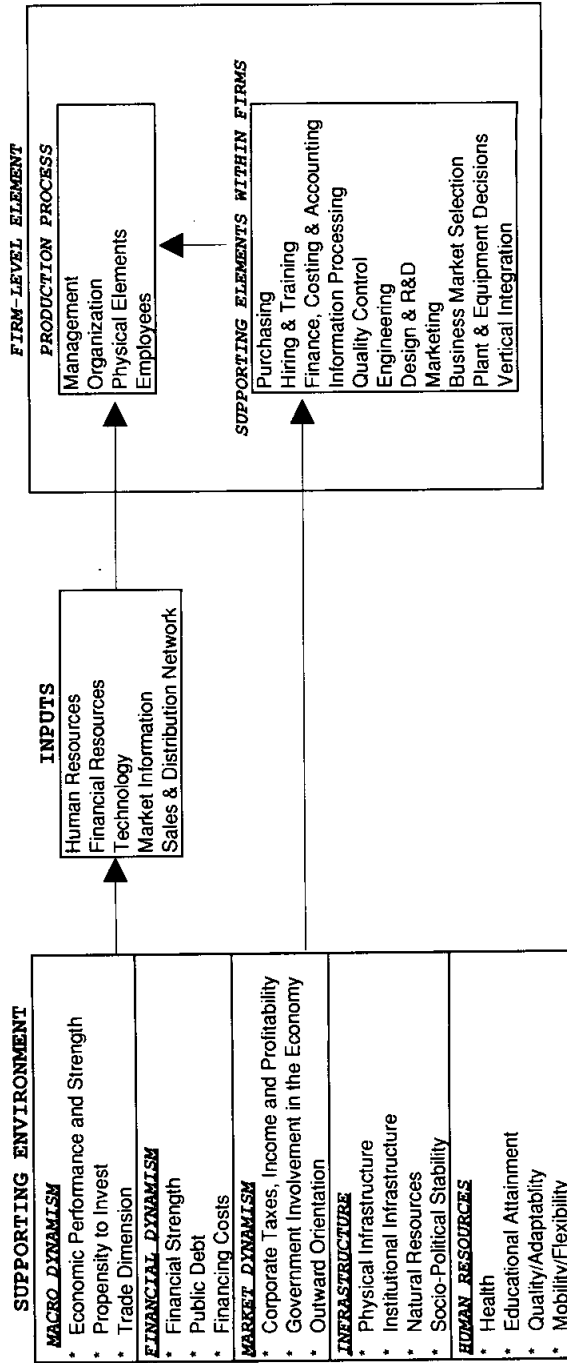 SUPPORTING ENVIRONMENT
MACRO DYNAMISM
* Economic Performance and Strength
* Propensity to Invest
* Trade Dimension
FINANCIAL DYNAMISM
* Financial Strength
* Public Debt
* Financing Costs
MARKET DYNAMISM
* Corporate Taxes, Income and Profitability
* Government Involvement in the Economy
* Outward Orientation
INFRASTRUCTURE
* Physical Infrastructure
* Institutional Infrastructure
* Natural Resources
* Socio-Political Stability
HUMAN RESOURCES
* Health
* Educational Attainment
* Quality/Adaptability
* Mobility/Flexibility
INPUTS
Human Resources
Financial Resources
Technology
Market Information
Sales & Distribution Network
FIRM-LEVEL ELEMENT
PRODUCTION PROCESS
Management
Organization
Physical Elements
Employees
SUPPORTING ELEMENTS WITHIN FIRMS
Purchasing
Hiring & Training
Finance, Costing & Accounting
Information Processing
Quality Control
Engineering
Design & R&D
Marketing
Business Market Selection
Plant & Equipment Decisions
Vertical Integration